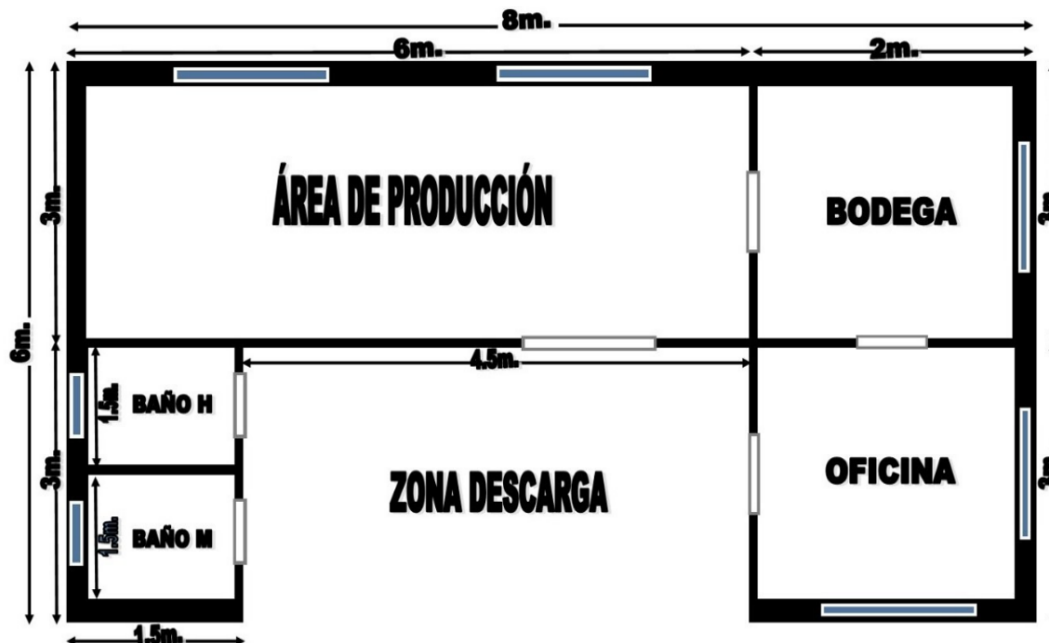 8m.
6m.
2m.
3m.
ÁREA DE PRODUCCIÓN
BODEGA
6m.
4.5m.
1.5m.
BAÑO H
3m.
ZONA DESCARGA
OFICINA
1.5m.
BAÑO M
1.5m.